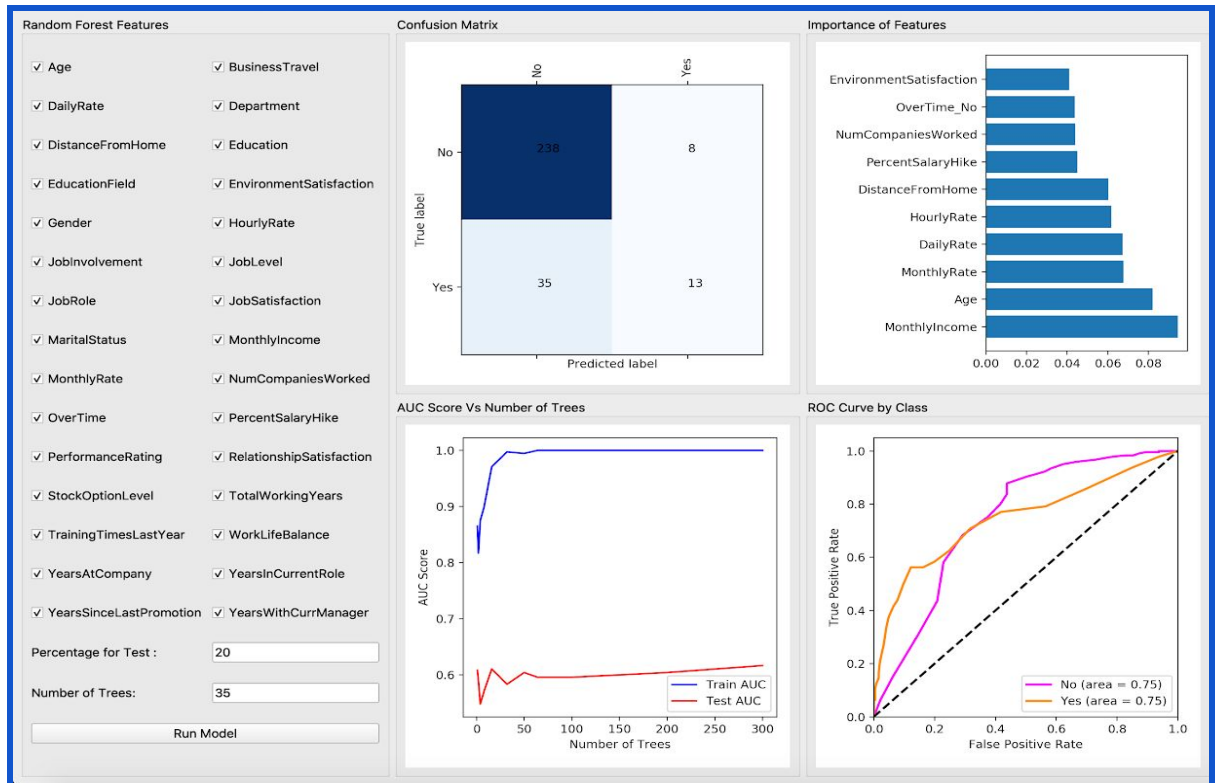 Random Forest Features
Age
BusinessTravel
DailyRate
Department
DistanceFromHome
Education
EducationField
EnvironmentSatisfaction
Gender
HourlyRate
JobInvolvement
JobLevel
JobRole
JobSatisfaction
MaritalStatus
MonthlyIncome
MonthlyRate
NumCompaniesWorked
OverTime
PercentSalaryHike
PerformanceRating
RelationshipSatisfaction
StockOptionLevel
TotalWorkingYears
TrainingTimesLastYear
WorkLifeBalance
YearsAtCompany
YearsInCurrentRole
YearsSinceLastPromotion
YearsWithCurrManager
Percentage for Test :
20
Number of Trees:
35
Run Model
Confusion Matrix
No
Yes
No
238
8
True label
Yes
35
13
Predicted label
Importance of Features
EnvironmentSatisfaction
OverTime_No
NumCompaniesWorked
PercentSalaryHike
DistanceFromHome
HourlyRate
DailyRate
MonthlyRate
Age
MonthlyIncome
0.00 0.02 0.04 0.06 0.08
AUC Score Vs Number of Trees
1.0
0.9
0.8
0.7
0.6
AUC Score
Train AUC
Test AUC
0 50 100 150 200 250 300
Number of Trees
ROC Curve by Class
1.0
0.8
0.6
0.4
0.2
0.0
True Positive Rate
No (area = 0.75)
Yes (area = 0.75)
0.0 0.2 0.4 0.6 0.8 1.0
False Positive Rate